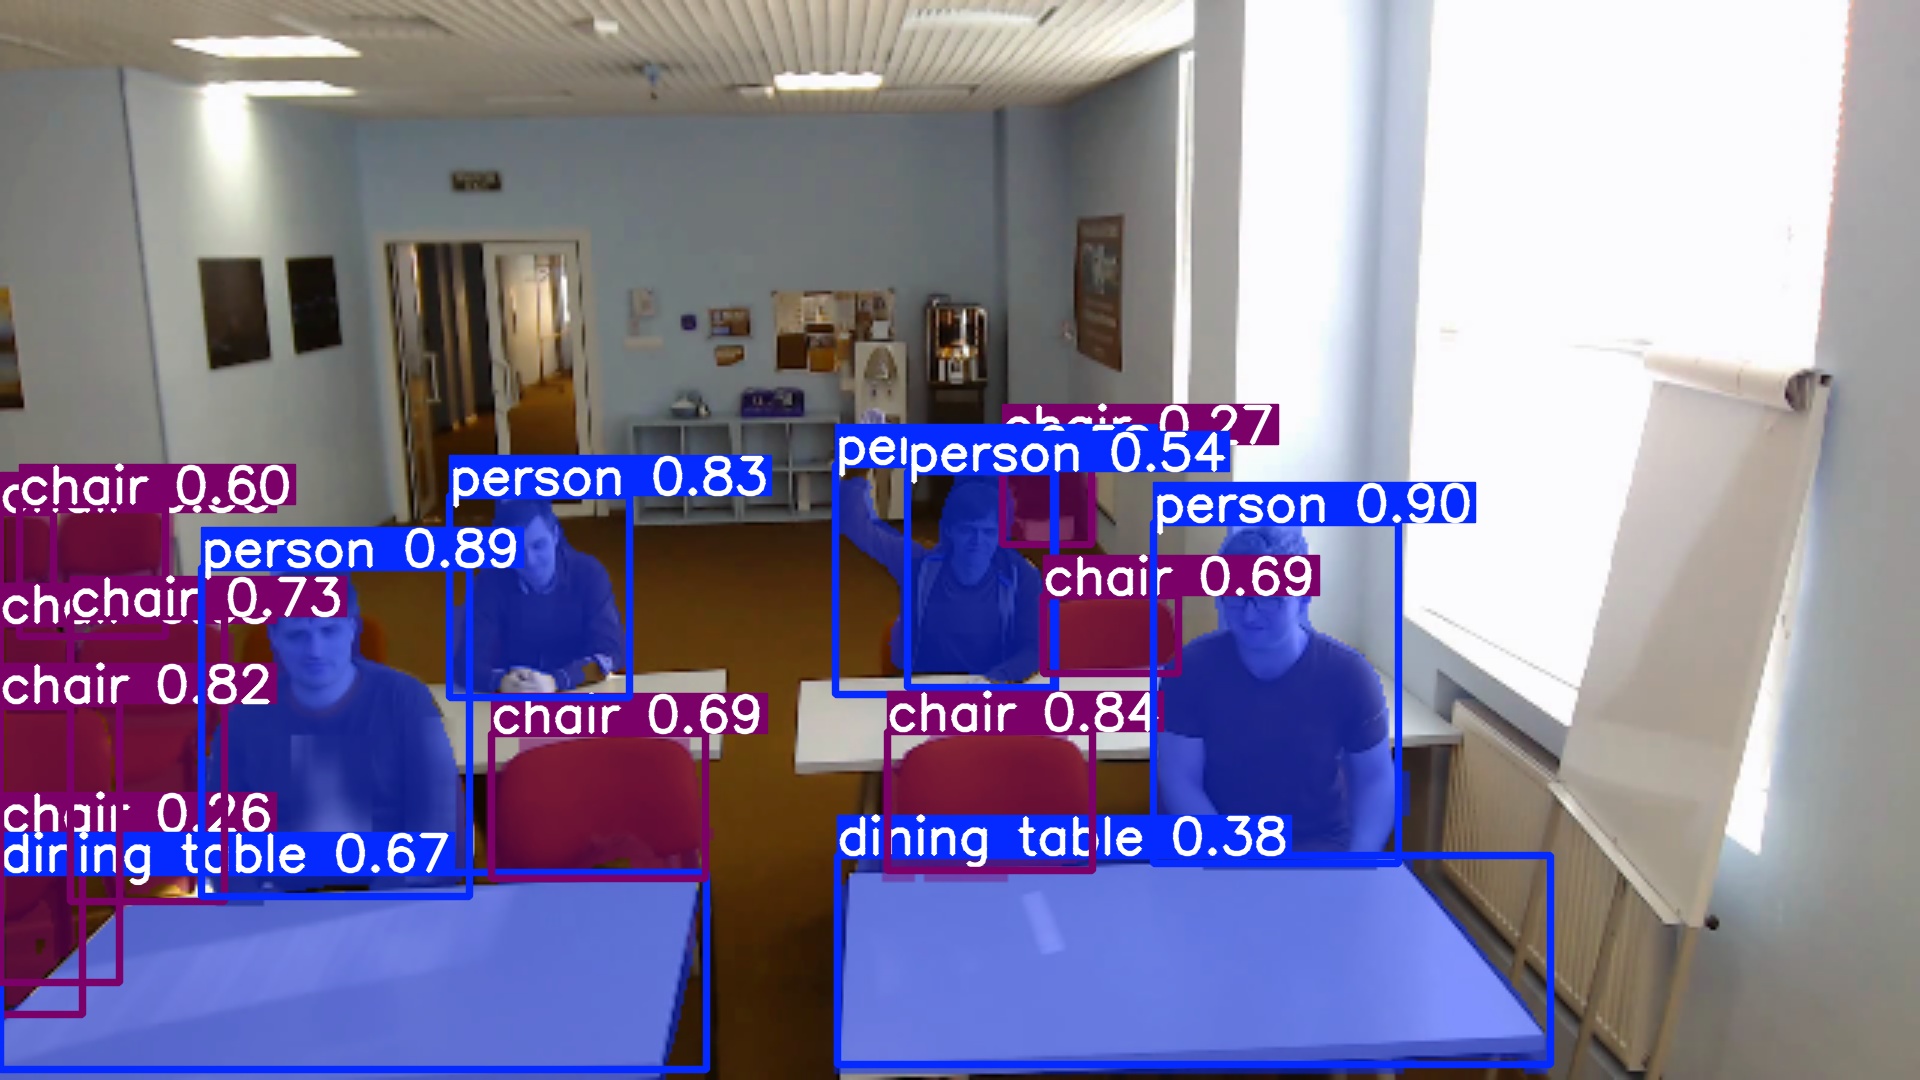 chair 0.27
person 0.54
person 0.83
chair 0.60
person 0.90
person 0.89
chair 0.69
chair 0.73
chair 0.82
chair 0.69
chair 0.84
chair 0.26
dining table 0.67
dining table 0.38